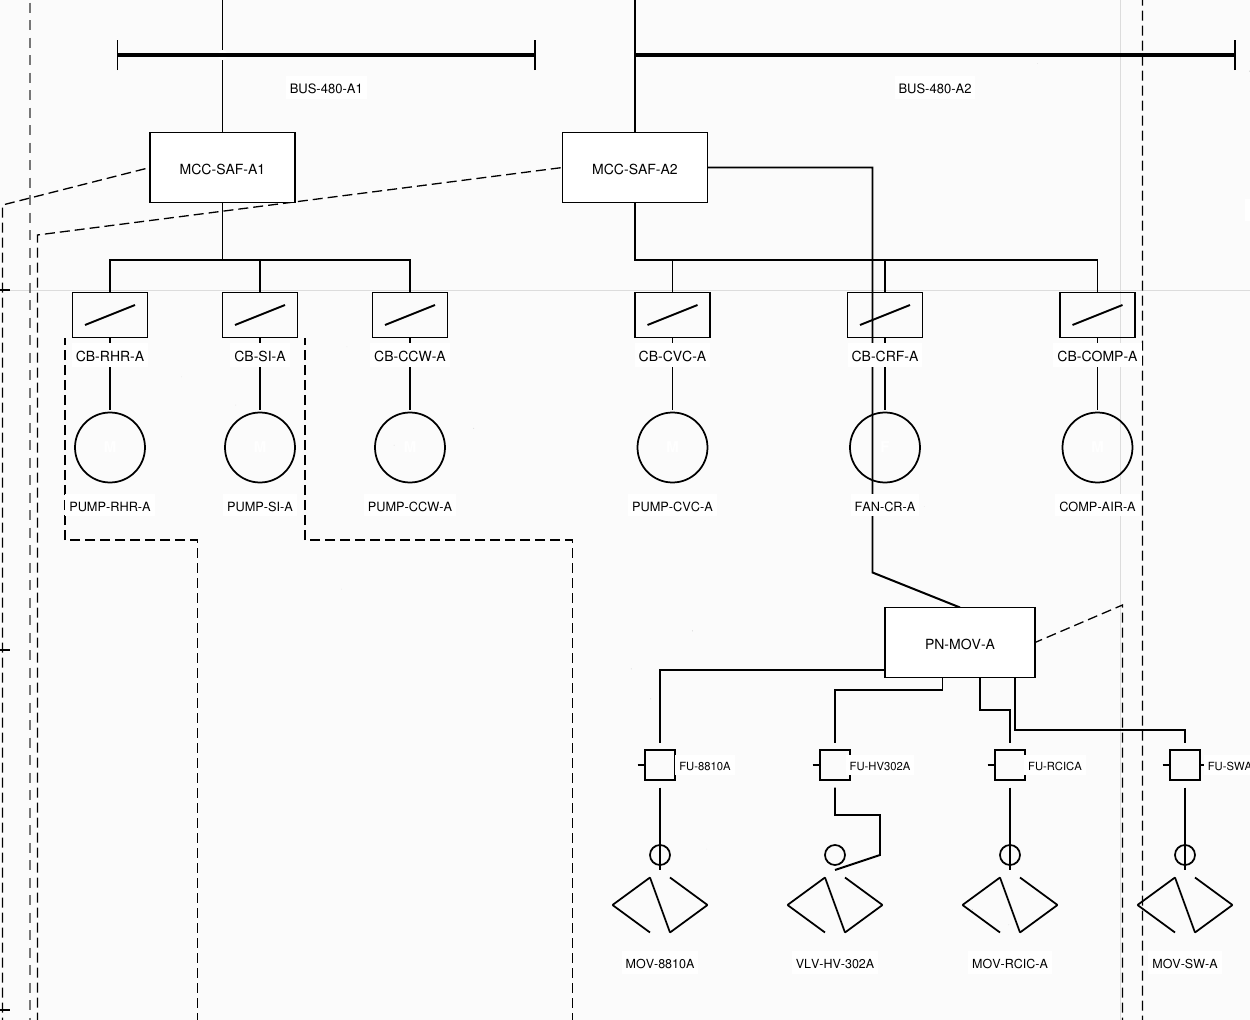 BUS-480-A1
BUS-480-A2
MCC-SAF-A1
MCC-SAF-A2
CB-RHR-A
CB-SI-A
CB-CCW-A
CB-CVC-A
CB-CRF-A
CB-COMP-A
PUMP-RHR-A
PUMP-SI-A
PUMP-CCW-A
PUMP-CVC-A
FAN-CR-A
COMP-AIR-A
PN-MOV-A
FU-8810A
FU-HV302A
FU-RCICA
FU-SWA
MOV-8810A
VLV-HV-302A
MOV-RCIC-A
MOV-SW-A